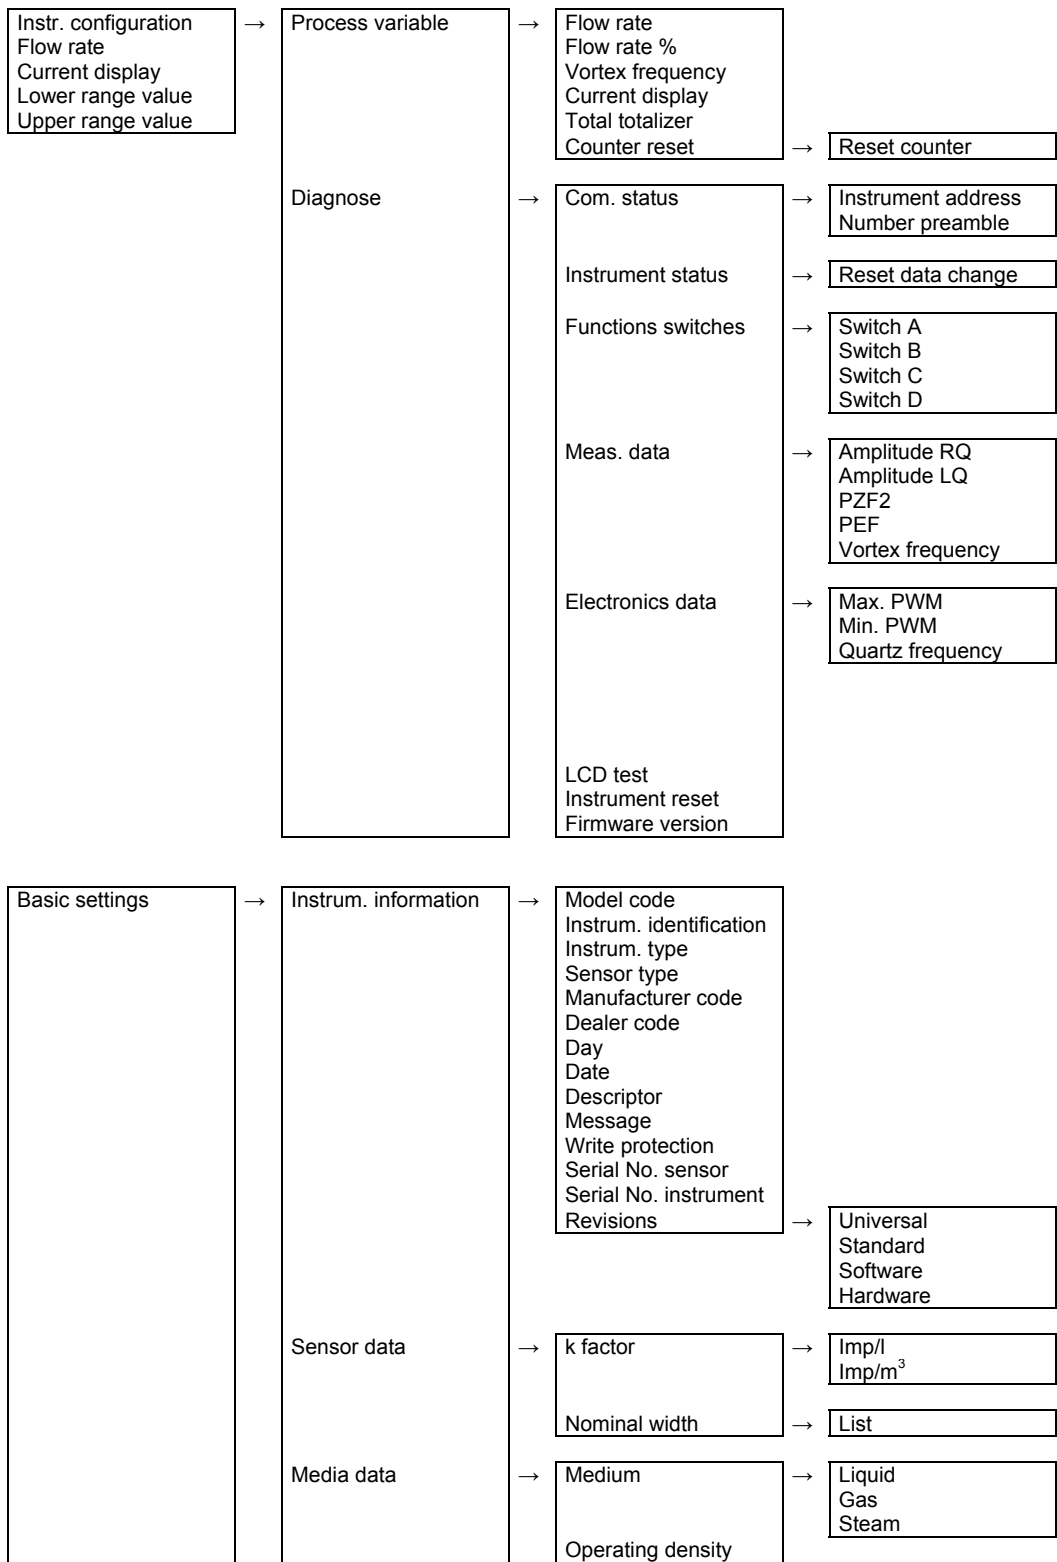 Instr. configuration → Process variable → Flow rate
Flow rate Flow rate %
Current display Vortex frequency
Lower range value Current display
Upper range value Total totalizer
Counter reset → Reset counter
Diagnose → Com. status → Instrument address
Number preamble
Instrument status → Reset data change
Functions switches → Switch A
Switch B
Switch C
Switch D
Meas. data → Amplitude RQ
Amplitude LQ
PZF2
PEF
Vortex frequency
Electronics data → Max. PWM
Min. PWM
Quartz frequency
LCD test
Instrument reset
Firmware version
Basic settings → Instrum. information → Model code
Instrum. identification
Instrum. type
Sensor type
Manufacturer code
Dealer code
Day
Date
Descriptor
Message
Write protection
Serial No. sensor
Serial No. instrument
Revisions → Universal
Standard
Software
Hardware
Sensor data → k factor → Imp/l
Imp/m³
Nominal width → List
Media data → Medium → Liquid
Gas
Steam
Operating density